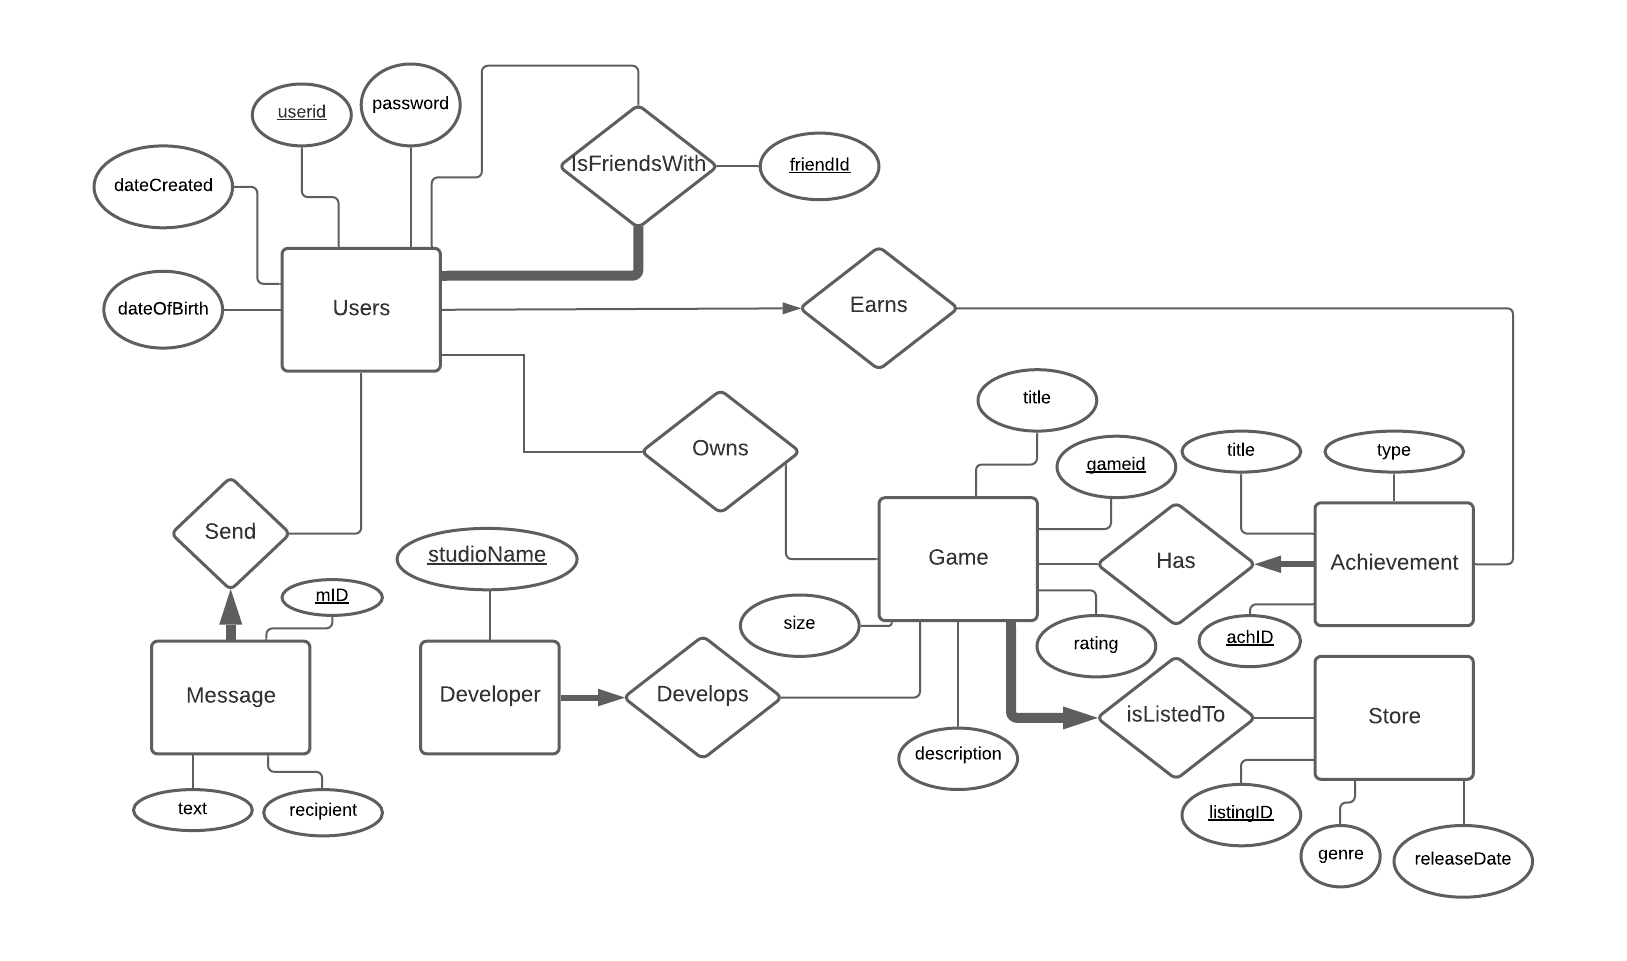 password
userid
IsFriendsWith
friendId
dateCreated
dateOfBirth
Users
Earns
title
Owns
title
type
gameid
Send
studioName
Game
Has
Achievement
mID
size
rating
achID
Message
Developer
Develops
isListedTo
Store
description
text
recipient
listingID
genre
releaseDate